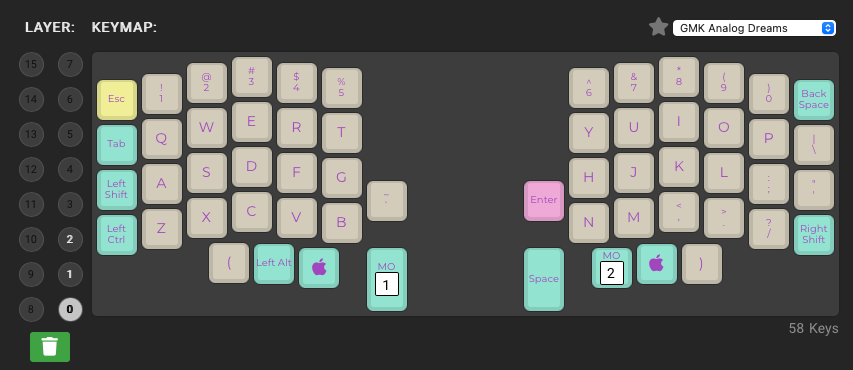 LAYER: KEYMAP: GMK Analog Dreams
15 7
14 6
13 5
12 4
11 3
10 2
9 1
8 0
Esc
!
1
@
2
#
3
$
4
%
5
^
6
&
7
*
8
(
9
)
0
Back
Space
Tab
Q
W
E
R
T
Y
U
I
O
P
|
\
Left
Shift
A
S
D
F
G
~
`
Enter
H
J
K
L
:
;
"
'
Left
Ctrl
Z
X
C
V
B
N
M
<
,
>
.
?
/
Right
Shift
(
Left Alt
MO
1
Space
MO
2
)
58 Keys